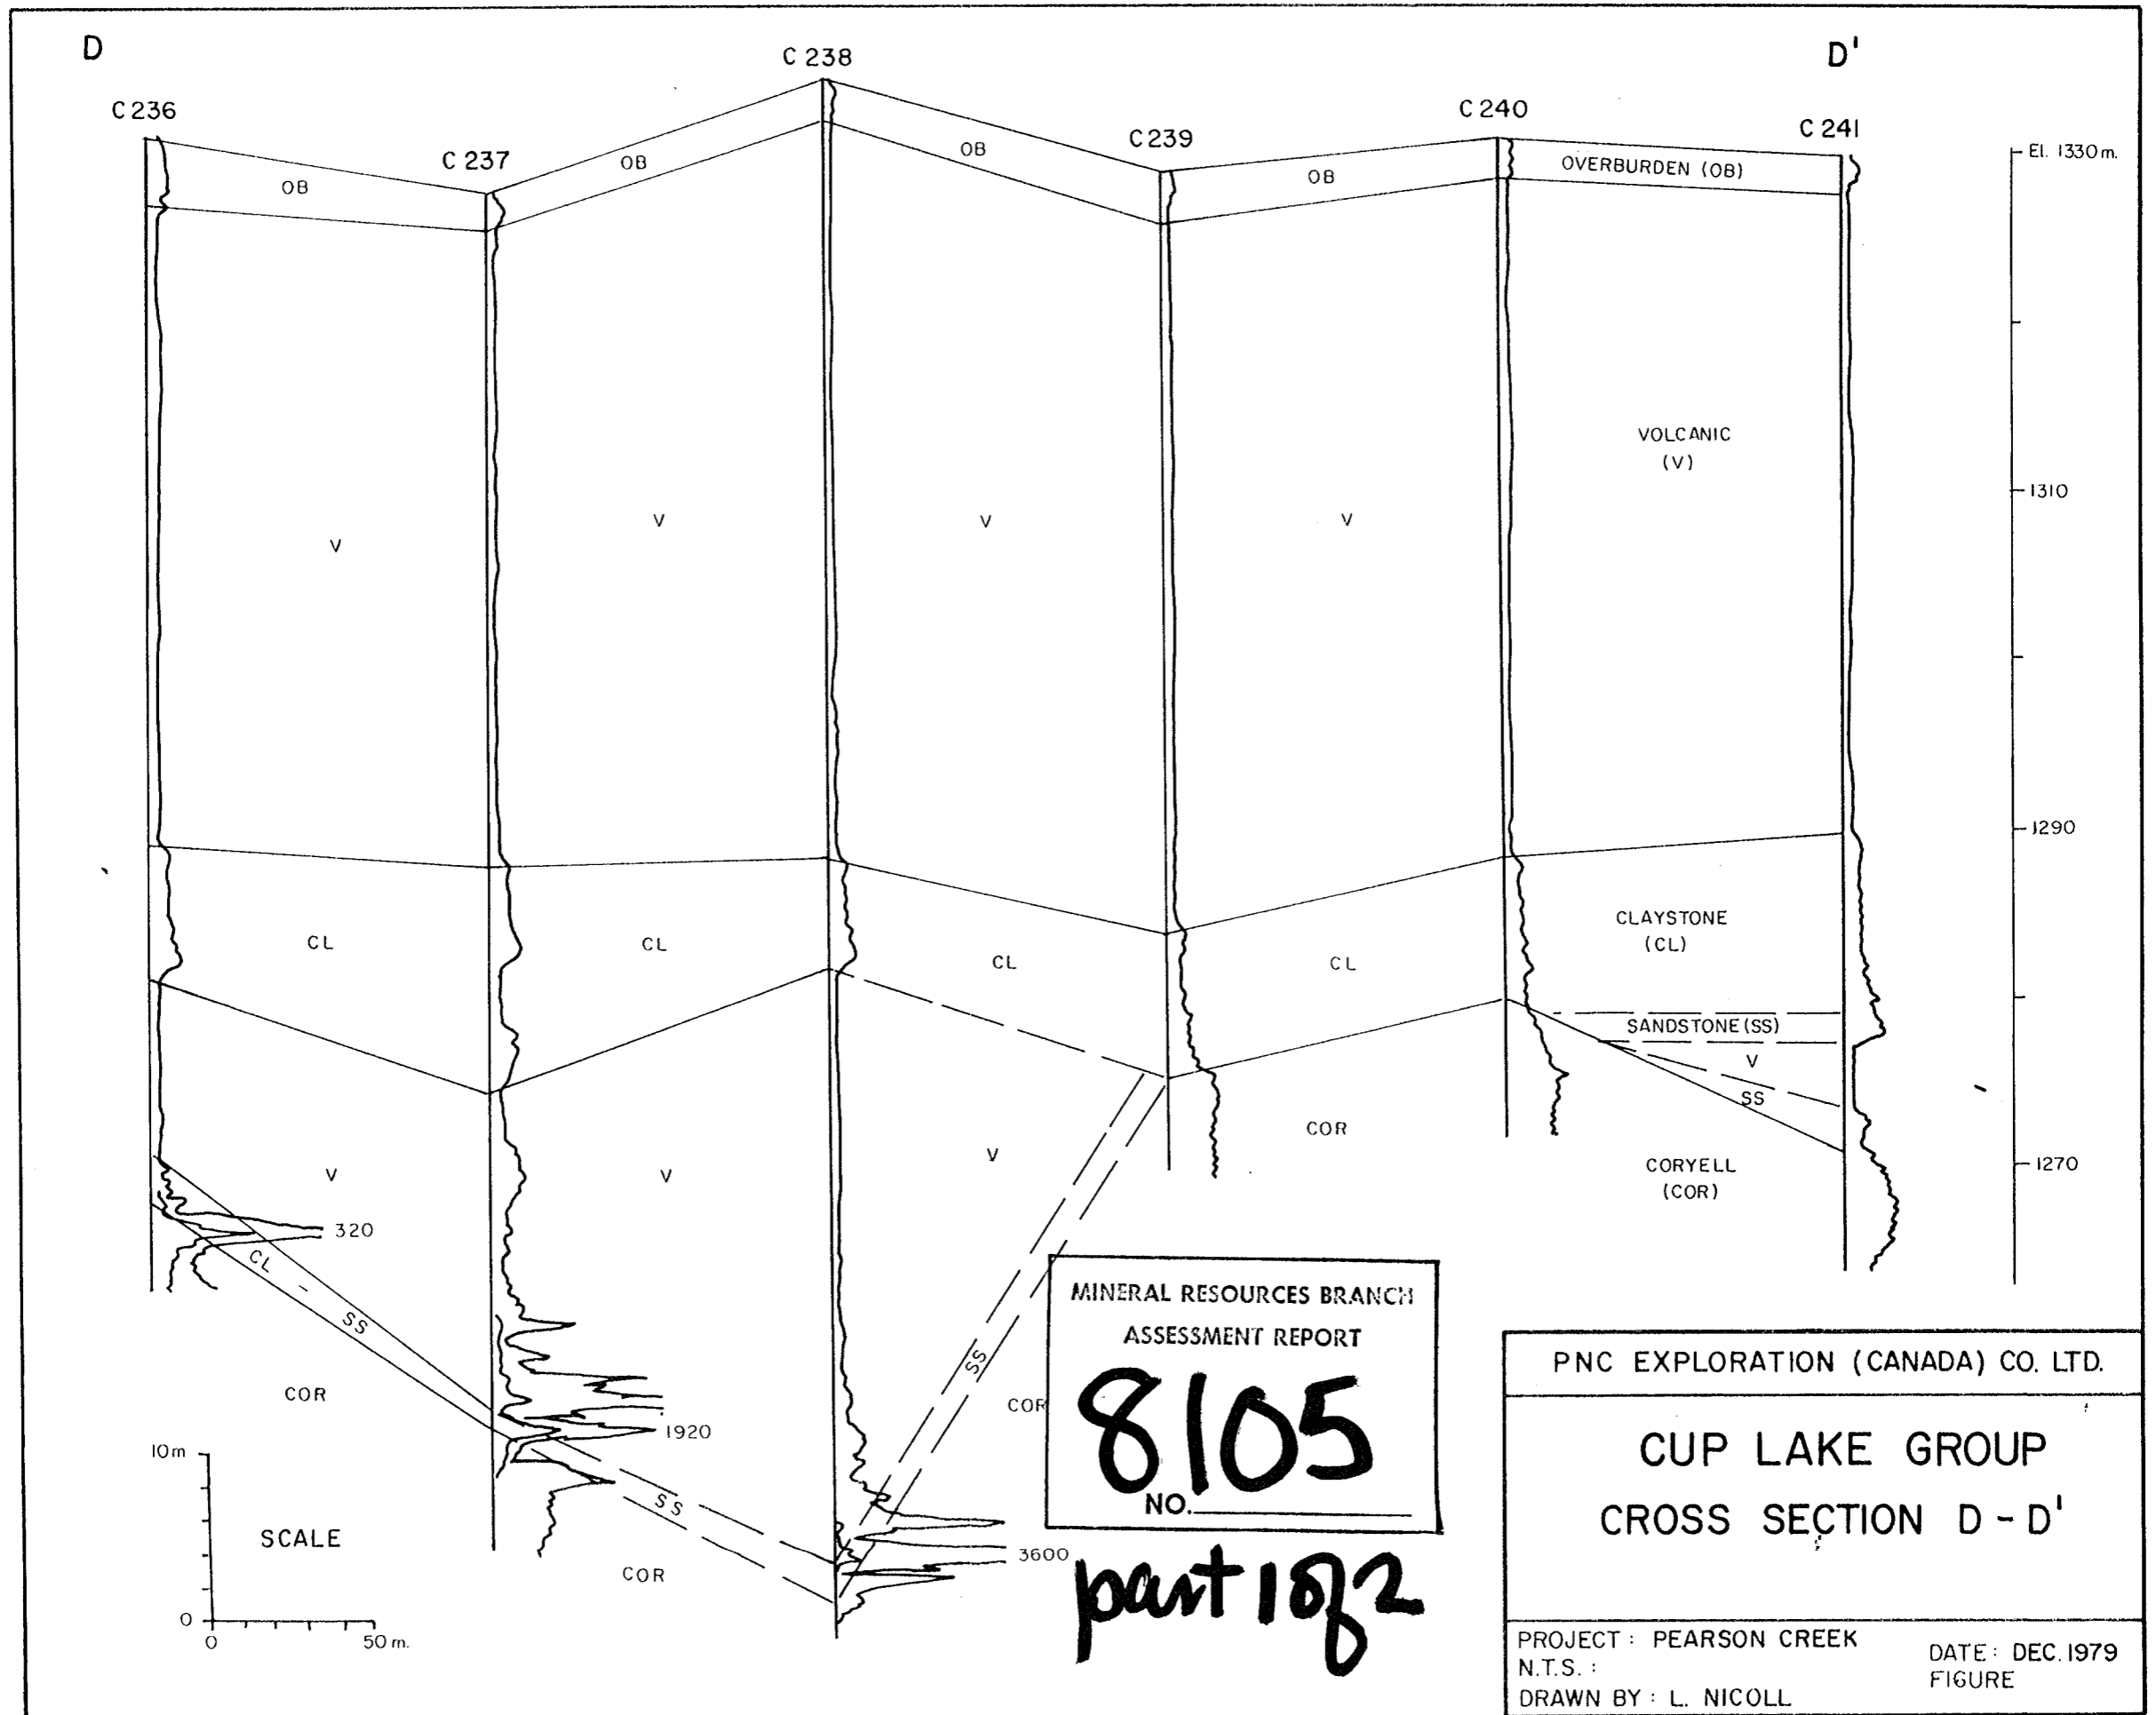 D
D'
C 236
C 237
C 238
C 239
C 240
C 241
El. 1330 m.
OB
OB
OB
OB
OVERBURDEN (OB)
VOLCANIC
(V)
1310
V
V
V
V
1290
CL
CL
CL
CL
CLAYSTONE
(CL)
SANDSTONE (SS)
V
SS
V
V
V
COR
CORYELL
(COR)
1270
320
CL - SS
COR
1920
SS
COR
SS
COR
3600
10m
SCALE
0
0
50 m.
MINERAL RESOURCES BRANCH
ASSESSMENT REPORT
8105
NO.
part 1 of 2
PNC EXPLORATION (CANADA) CO. LTD.
CUP LAKE GROUP
CROSS SECTION D - D'
PROJECT : PEARSON CREEK
N.T.S. :
DRAWN BY : L. NICOLL
DATE : DEC. 1979
FIGURE